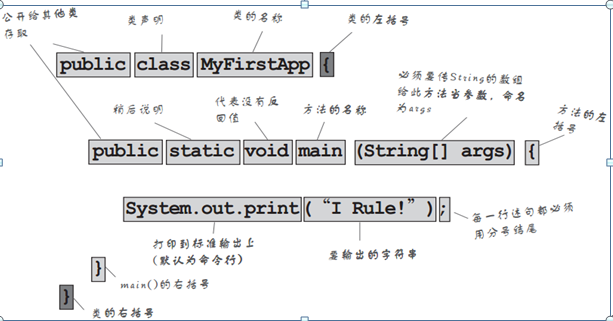 公开给其他类
存取
类声明
类的名称
类的左括号
public class MyFirstApp {
稍后说明
代表没有反
回值
方法的名称
必须要传String的数组
给此方法当参数，命名
为args
方法的左
括号
public static void main (String[] args) {
System.out.print(“I Rule!”);
打印到标准输出上
(默认为命令行)
要输出的字符串
每一行这句都必须
用分号结尾
}
main()的右括号
}
类的右括号